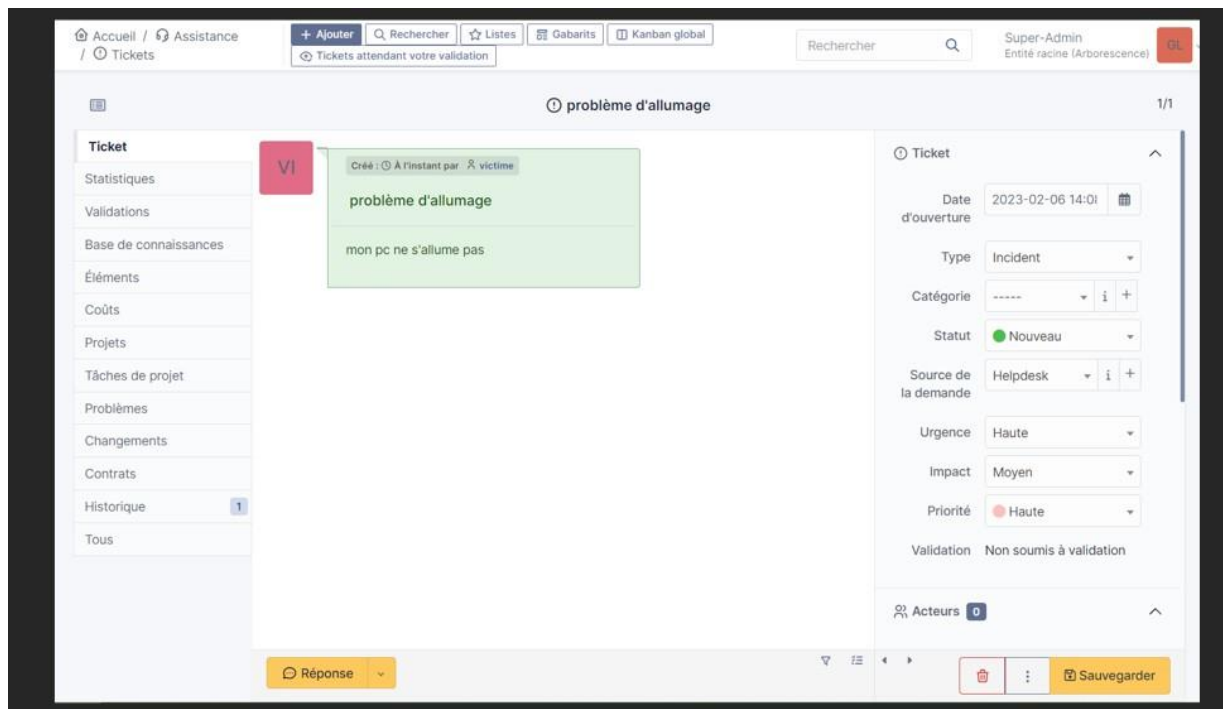 Accueil / Assistance
/ Tickets
+ Ajouter
Rechercher
Listes
Gabarits
Kanban global
Tickets attendant votre validation
Rechercher
Super-Admin
Entité racine (Arborescence)
GL
problème d'allumage
1/1
Ticket
Statistiques
Validations
Base de connaissances
Éléments
Coûts
Projets
Tâches de projet
Problèmes
Changements
Contrats
Historique 1
Tous
VI
Créé : À l'instant par victime
problème d'allumage
mon pc ne s'allume pas
Réponse
Ticket
Date
d'ouverture
2023-02-06 14:0
Type Incident
Catégorie ----- i +
Statut Nouveau
Source de
la demande
Helpdesk i +
Urgence Haute
Impact Moyen
Priorité Haute
Validation Non soumis à validation
Acteurs 0
Sauvegarder